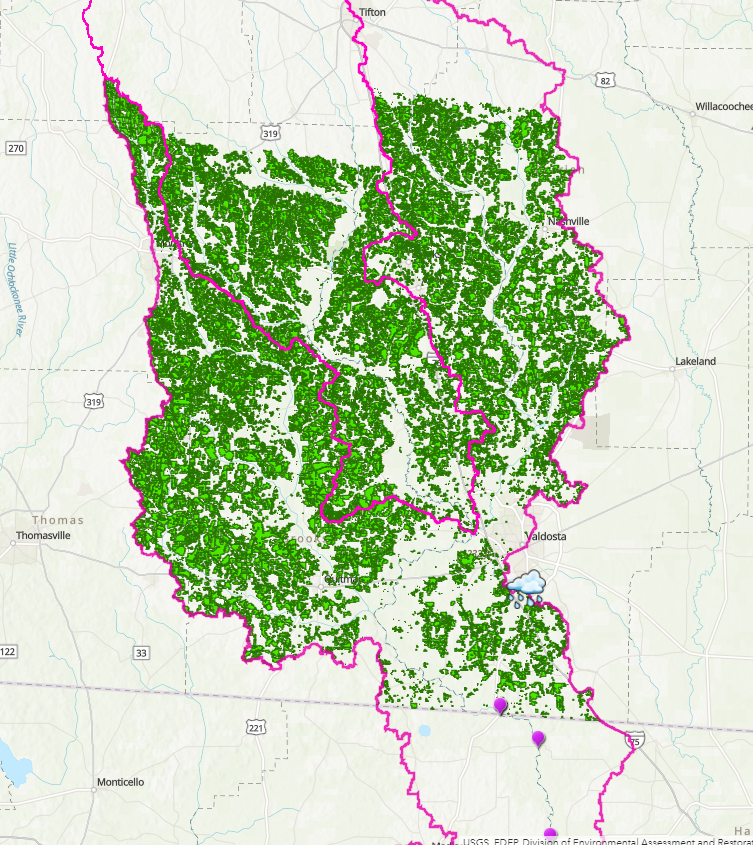 Tifton
82
Willacoochee
319
270
Nashville
Little Ochlockonee River
Lakeland
319
Thomas
Thomasville
Valdosta
122
33
221
75
Monticello
USGS, FDEP, Division of Environmental Assessment and Restorat